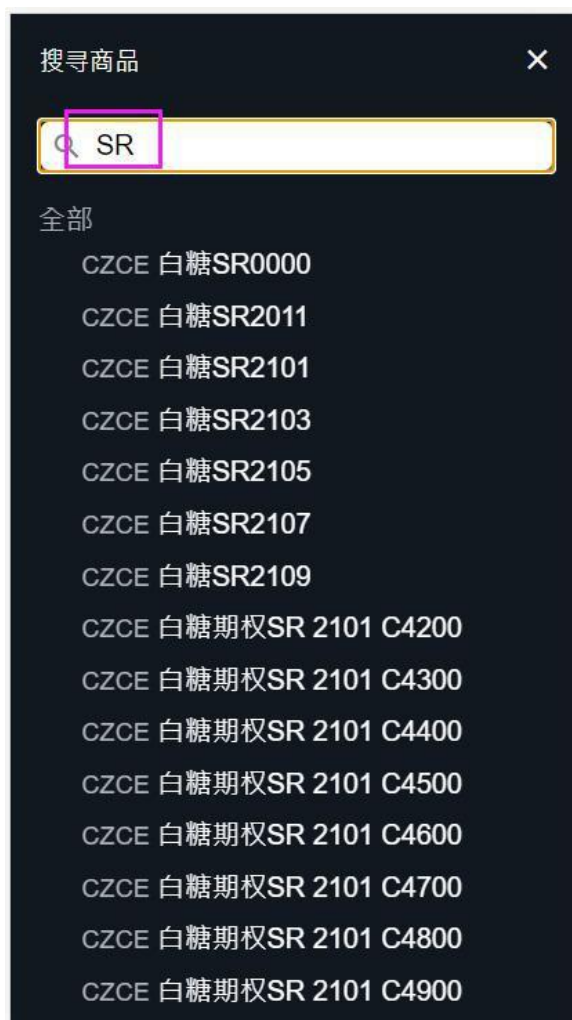 搜寻商品
SR
全部
CZCE 白糖SR0000
CZCE 白糖SR2011
CZCE 白糖SR2101
CZCE 白糖SR2103
CZCE 白糖SR2105
CZCE 白糖SR2107
CZCE 白糖SR2109
CZCE 白糖期权SR 2101 C4200
CZCE 白糖期权SR 2101 C4300
CZCE 白糖期权SR 2101 C4400
CZCE 白糖期权SR 2101 C4500
CZCE 白糖期权SR 2101 C4600
CZCE 白糖期权SR 2101 C4700
CZCE 白糖期权SR 2101 C4800
CZCE 白糖期权SR 2101 C4900